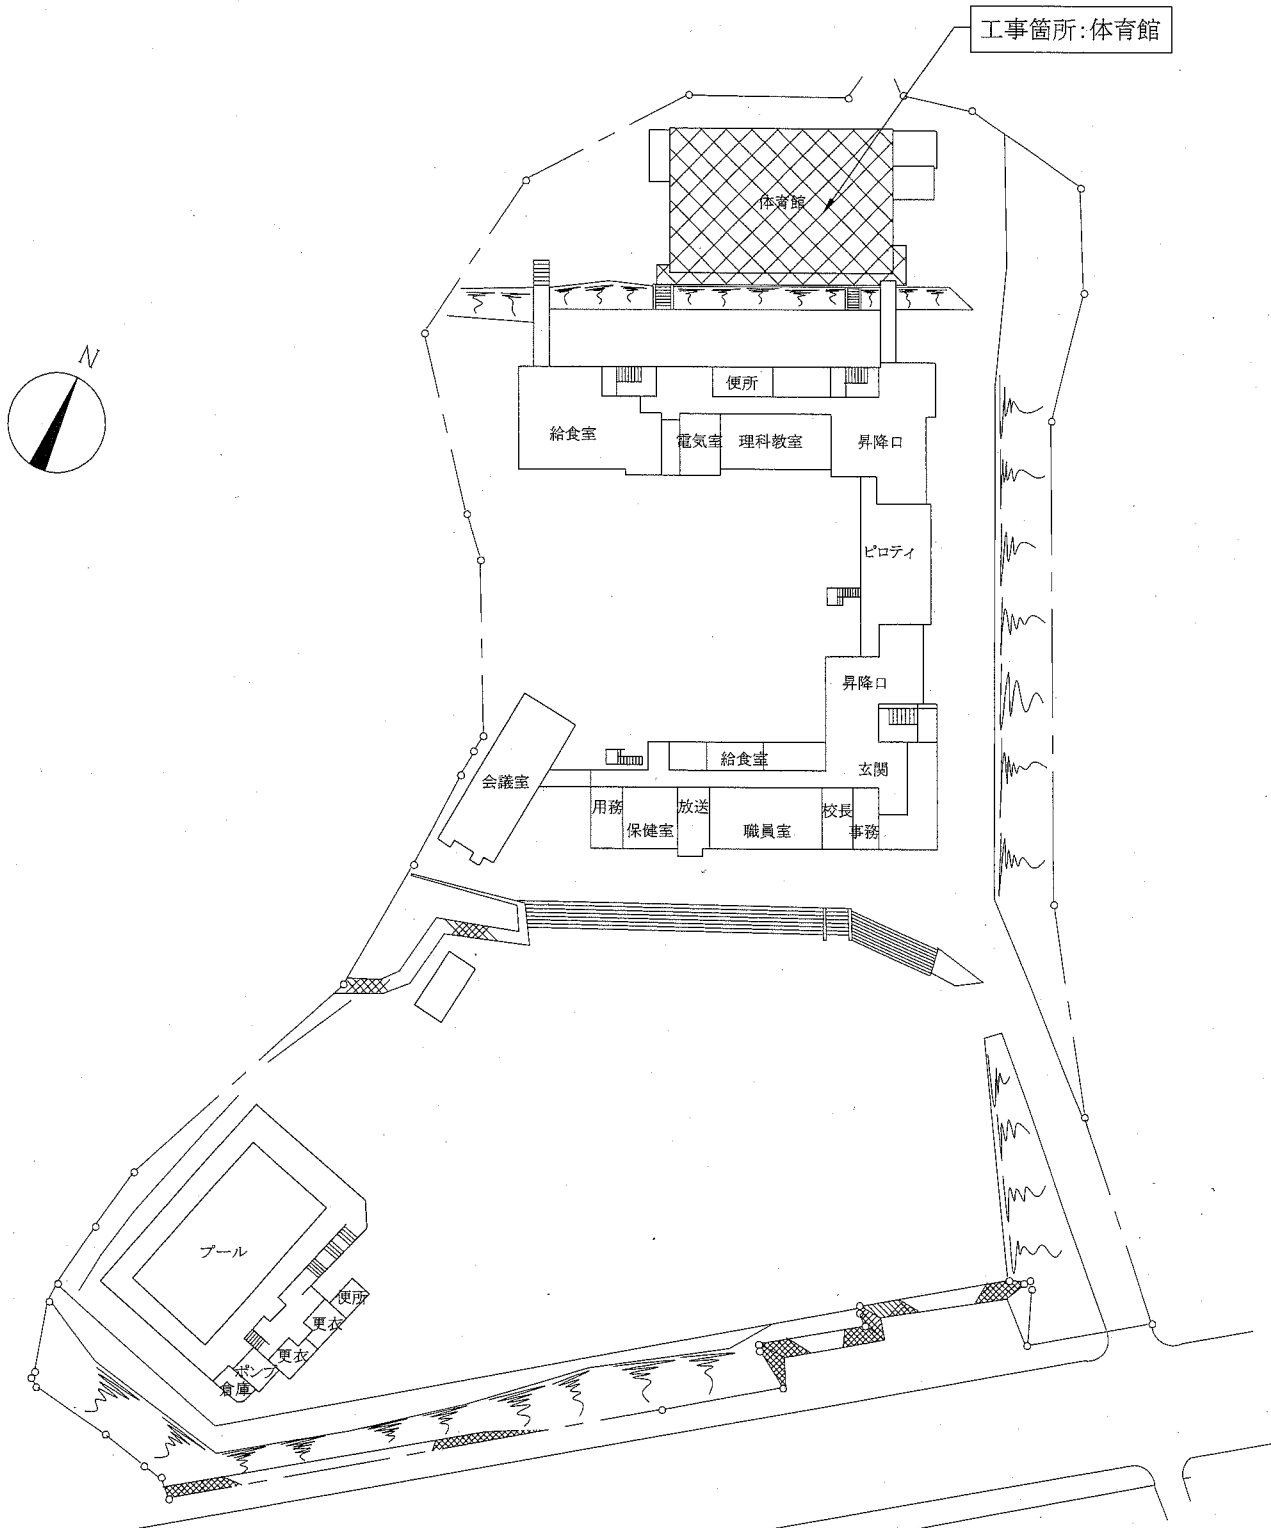 工事箇所:体育館
体育館
N
便所
給食室
電気室
理科教室
昇降口
ピロティ
昇降口
給食室
玄関
会議室
用務
保健室
放送
職員室
校長
事務
プール
便所
更衣
更衣
ポンプ
倉庫